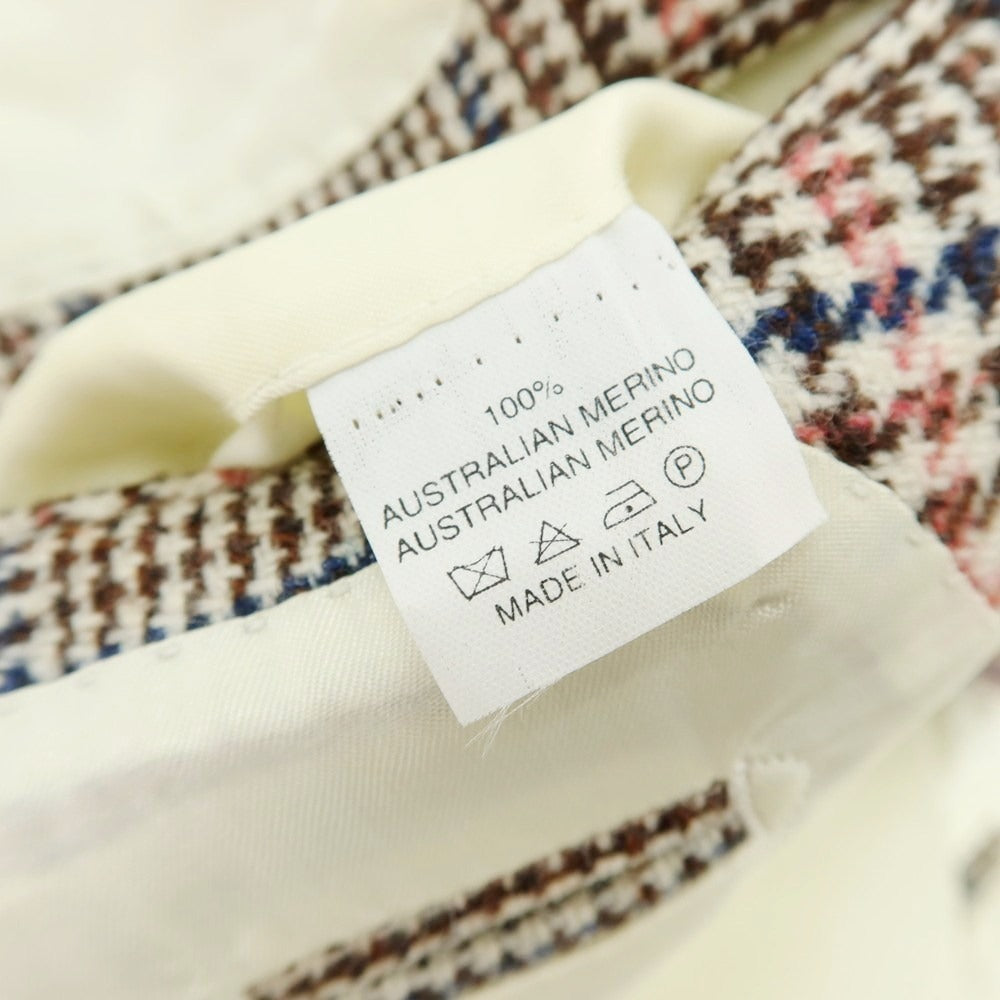 100%
AUSTRALIAN MERINO
AUSTRALIAN MERINO
P
MADE IN ITALY